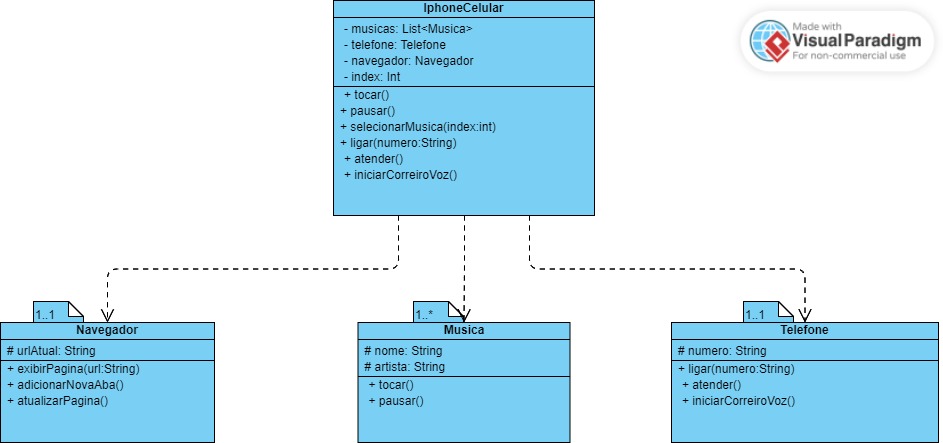 IphoneCelular
- musicas: List<Musica>
- telefone: Telefone
- navegador: Navegador
- index: Int
+ tocar()
+ pausar()
+ selecionarMusica(index:int)
+ ligar(numero:String)
+ atender()
+ iniciarCorreiroVoz()
Made with
Visual Paradigm
For non-commercial use
1..1
Navegador
# urlAtual: String
+ exibirPagina(url:String)
+ adicionarNovaAba()
+ atualizarPagina()
1..*
Musica
# nome: String
# artista: String
+ tocar()
+ pausar()
1..1
Telefone
# numero: String
+ ligar(numero:String)
+ atender()
+ iniciarCorreiroVoz()